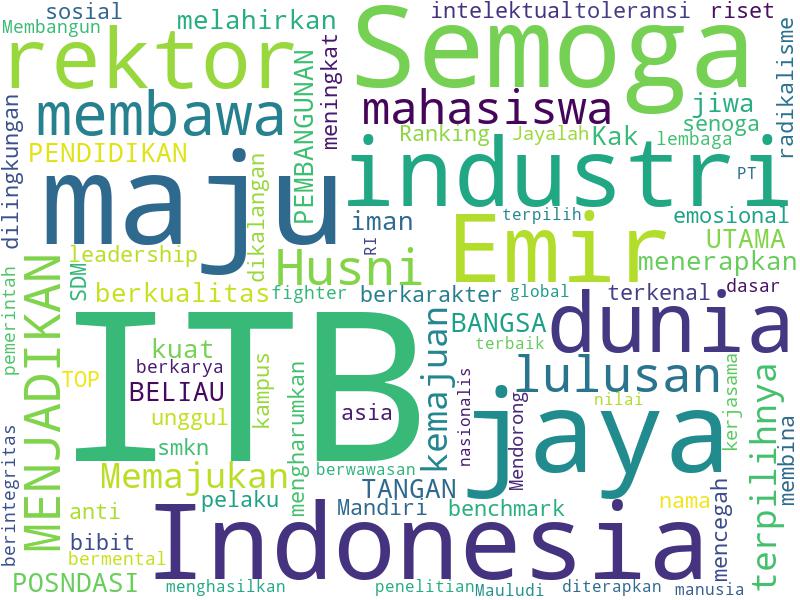 sosial
melahirkan
intelektualtoleransi
riset
Membangun
rektor
Semoga
radikalisme
meningkat
PEMBANGUNAN
membawa
mahasiswa
jiwa
senoga
dilingkungan
Ranking
Jayalah
Kak
lembaga
PENDIDIKAN
maju
industri
PT
dikalangan
iman
terpilih
emosional
RI
Emir
UTAMA
leadership
Husni
menerapkan
SDM
berkualitas
fighter
berkarakter
global
terkenal
dasar
pemerintah
MENJADIKAN
ITB
kemajuan
BANGSA
dunia
terbaik
kuat
berkarya
TOP
BELIAU
kampus
lulusan
kerjasama
unggul
asia
nasionalis
Mendorong
jaya
nilai
terpilihnya
smkn
mengharumkan
berwawasan
membina
berintegritas
Memajukan
TANGAN
mencegah
anti
pelaku
Mandiri
benchmark
nama
Indonesia
bibit
bermental
POSNDASI
menghasilkan
penelitian
Mauludi
diterapkan
manusia